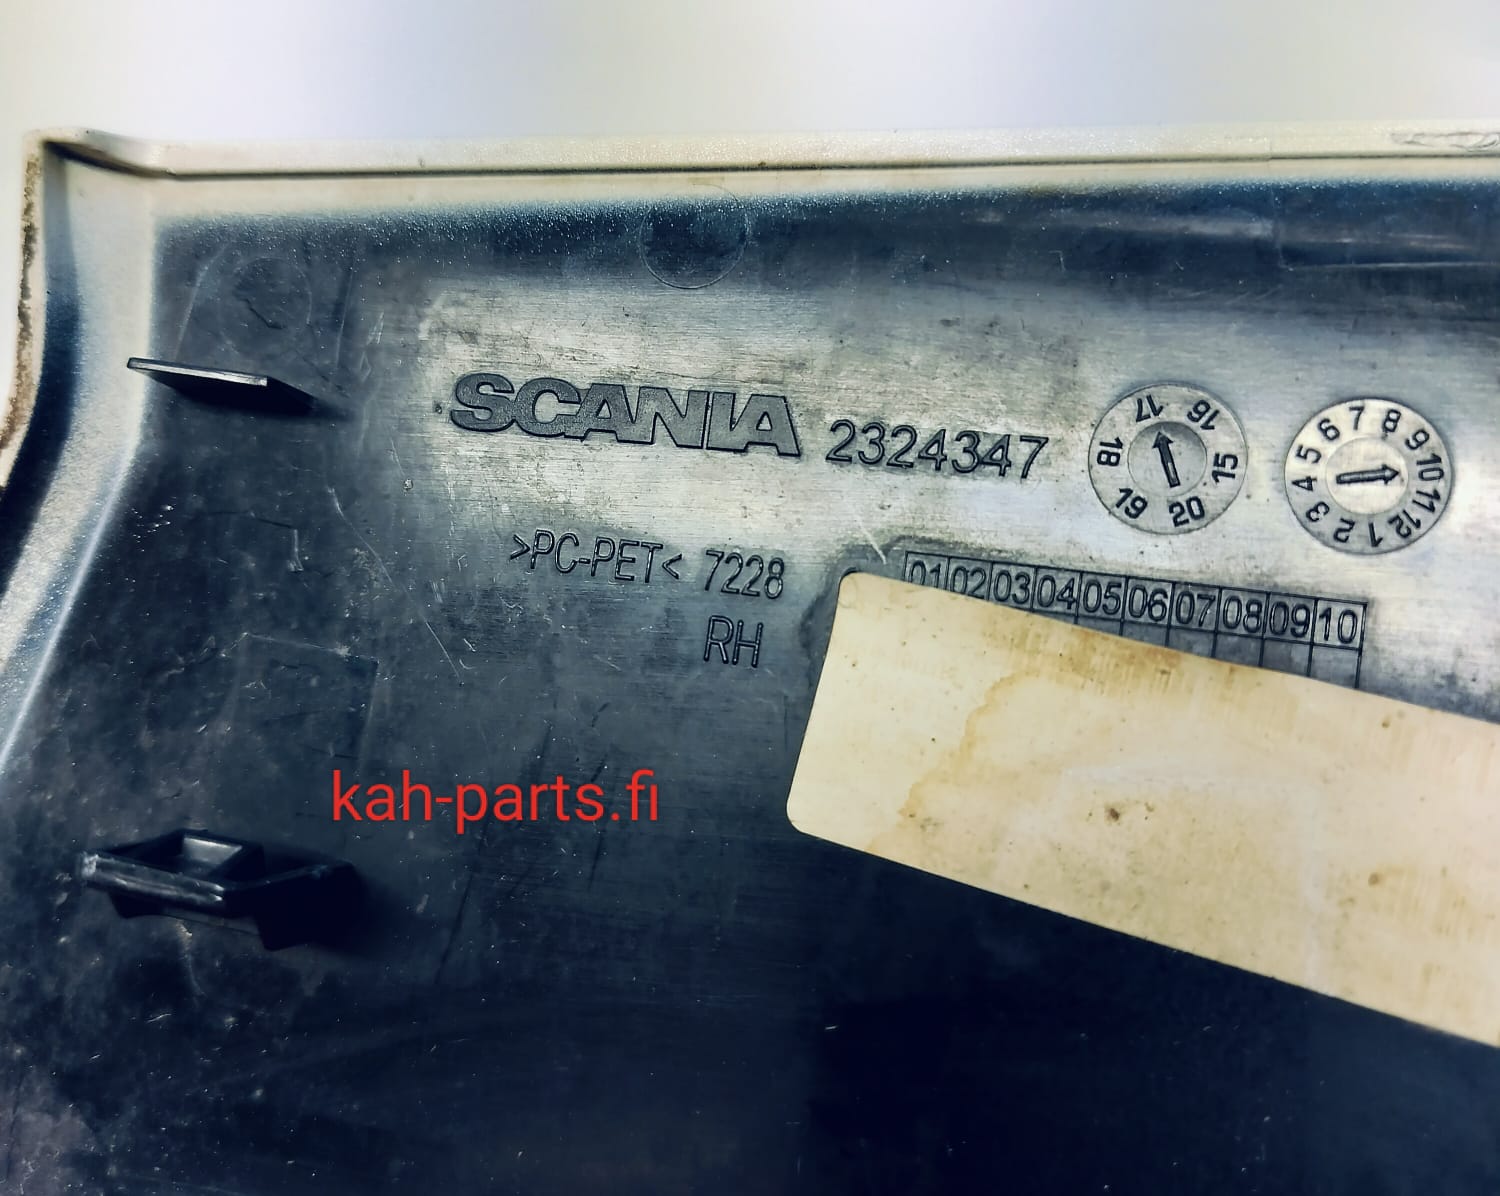 SCANIA 2324347
15 16 17 18 19 20
1 2 3 4 5 6 7 8 9 10 11 12
>PC-PET< 7228
RH
01 02 03 04 05 06 07 08 09 10
kah-parts.fi